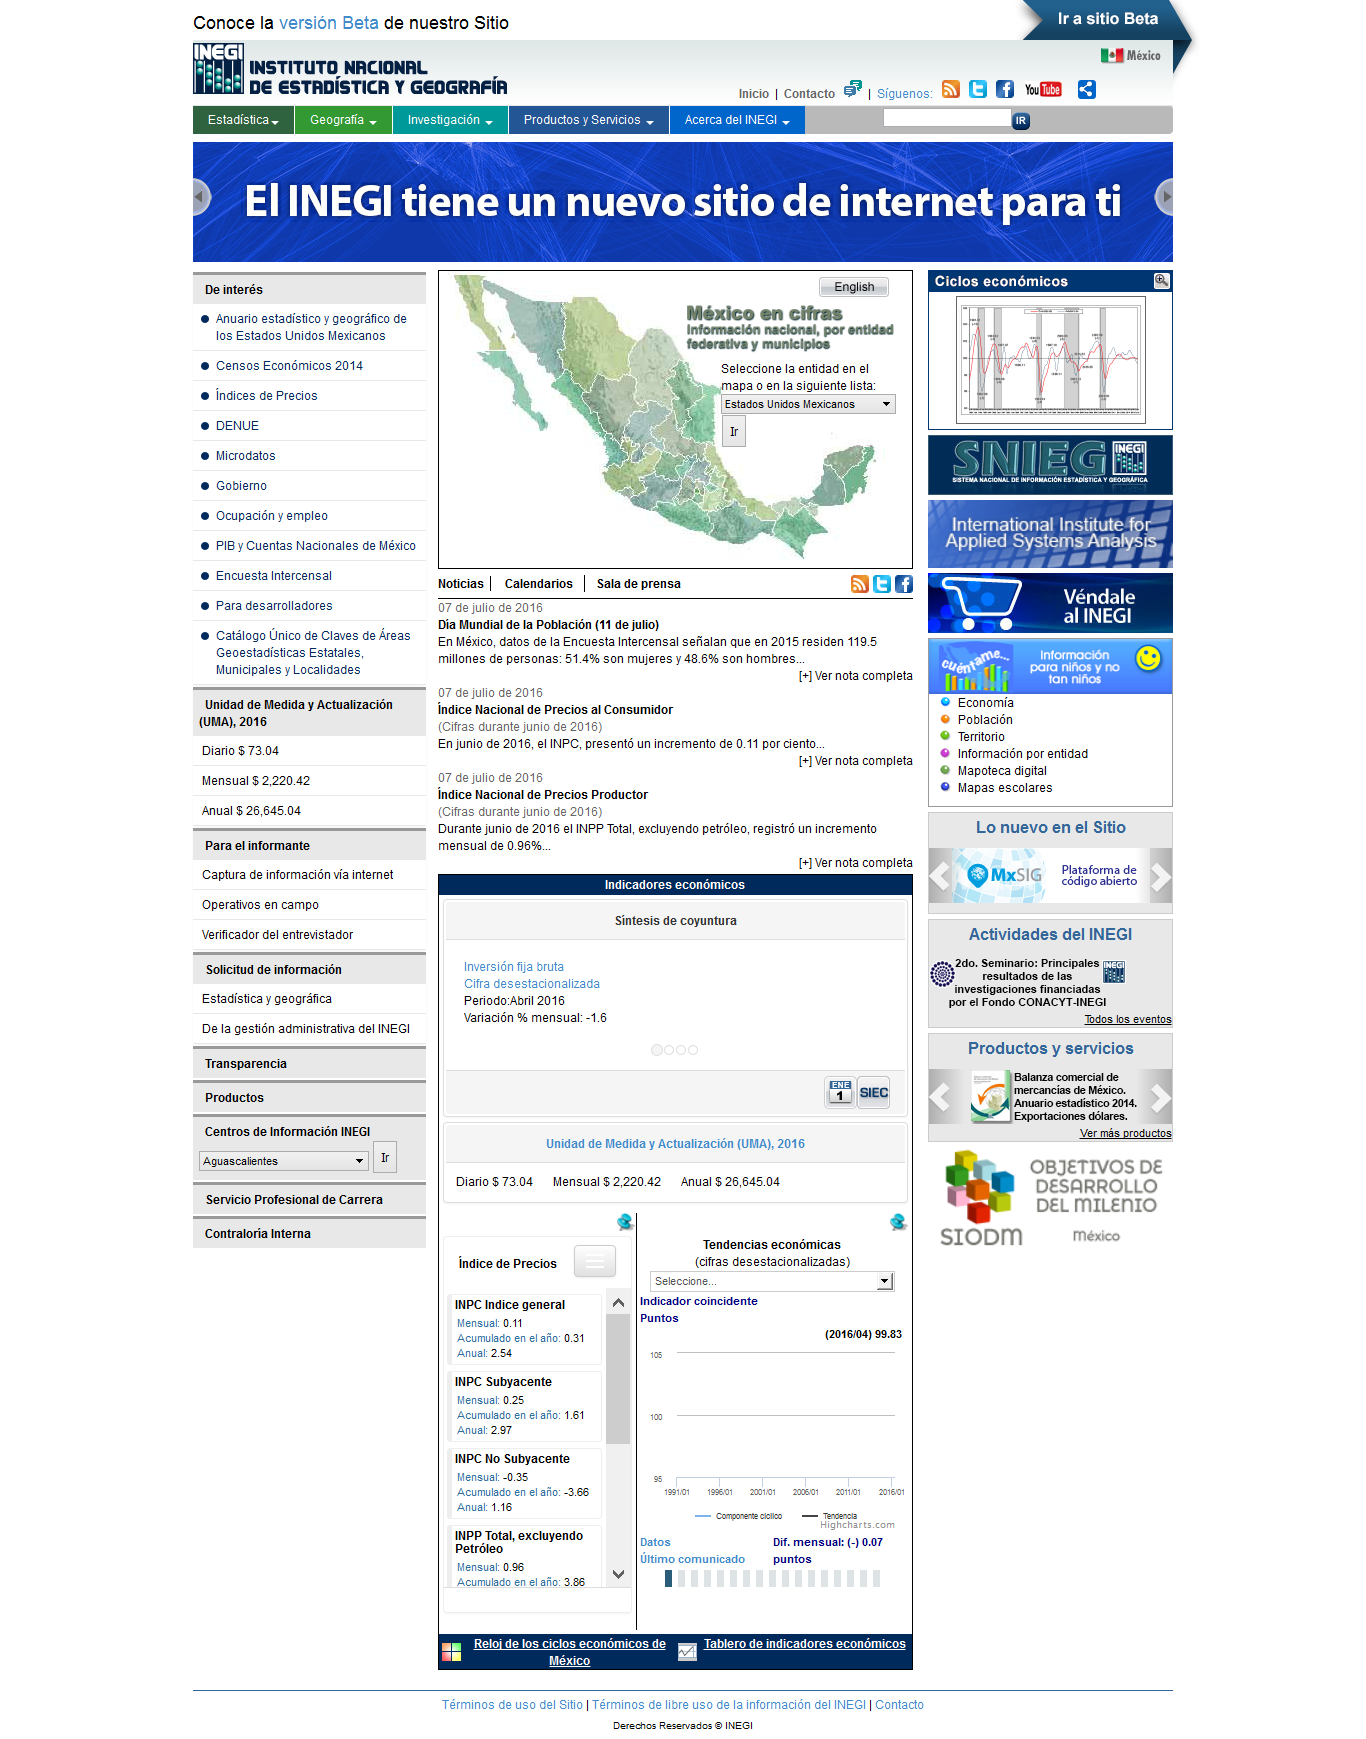 Conoce la versión Beta de nuestro Sitio
Ir a sitio Beta
INEGI
INSTITUTO NACIONAL
DE ESTADÍSTICA Y GEOGRAFÍA
México
Inicio | Contacto | Síguenos:
You Tube
Estadística
Geografía
Investigación
Productos y Servicios
Acerca del INEGI
IR
El INEGI tiene un nuevo sitio de internet para ti
De interés
Anuario estadístico y geográfico de
los Estados Unidos Mexicanos
Censos Económicos 2014
Índices de Precios
DENUE
Microdatos
Gobierno
Ocupación y empleo
PIB y Cuentas Nacionales de México
Encuesta Intercensal
Para desarrolladores
Catálogo Único de Claves de Áreas
Geoestadísticas Estatales,
Municipales y Localidades
Unidad de Medida y Actualización
(UMA), 2016
Diario $ 73.04
Mensual $ 2,220.42
Anual $ 26,645.04
Para el informante
Captura de información vía internet
Operativos en campo
Verificador del entrevistador
Solicitud de información
Estadística y geográfica
De la gestión administrativa del INEGI
Transparencia
Productos
Centros de Información INEGI
Aguascalientes
Ir
Servicio Profesional de Carrera
Contraloría Interna
English
México en cifras
Información nacional, por entidad
federativa y municipios
Seleccione la entidad en el
mapa o en la siguiente lista:
Estados Unidos Mexicanos
Ir
Noticias | Calendarios | Sala de prensa
07 de julio de 2016
Día Mundial de la Población (11 de julio)
En México, datos de la Encuesta Intercensal señalan que en 2015 residen 119.5
millones de personas: 51.4% son mujeres y 48.6% son hombres...
[+] Ver nota completa
07 de julio de 2016
Índice Nacional de Precios al Consumidor
(Cifras durante junio de 2016)
En junio de 2016, el INPC, presentó un incremento de 0.11 por ciento...
[+] Ver nota completa
07 de julio de 2016
Índice Nacional de Precios Productor
(Cifras durante junio de 2016)
Durante junio de 2016 el INPP Total, excluyendo petróleo, registró un incremento
mensual de 0.96%...
[+] Ver nota completa
Indicadores económicos
Síntesis de coyuntura
Inversión fija bruta
Cifra desestacionalizada
Periodo:Abril 2016
Variación % mensual: -1.6
ENE
1
SIEC
Unidad de Medida y Actualización (UMA), 2016
Diario $ 73.04 Mensual $ 2,220.42 Anual $ 26,645.04
Índice de Precios
INPC Indice general
Mensual: 0.11
Acumulado en el año: 0.31
Anual: 2.54
INPC Subyacente
Mensual: 0.25
Acumulado en el año: 1.61
Anual: 2.97
INPC No Subyacente
Mensual: -0.35
Acumulado en el año: -3.66
Anual: 1.16
INPP Total, excluyendo
Petróleo
Mensual: 0.96
Acumulado en el año: 3.86
Tendencias económicas
(cifras desestacionalizadas)
Seleccione...
Indicador coincidente
Puntos
(2016/04) 99.83
105
100
95
1991/01 1996/01 2001/01 2006/01 2011/01 2016/01
Componente cíclico Tendencia
Highcharts.com
Datos
Último comunicado
Dif. mensual: (-) 0.07
puntos
Reloj de los ciclos económicos de
México
Tablero de indicadores económicos
Ciclos económicos
SNIEG
INEGI
SISTEMA NACIONAL DE INFORMACIÓN ESTADÍSTICA Y GEOGRÁFICA
International Institute for
Applied Systems Analysis
Véndale
al INEGI
cuéntame...
Información
para niños y no
tan niños
Economía
Población
Territorio
Información por entidad
Mapoteca digital
Mapas escolares
Lo nuevo en el Sitio
MxSIG
Plataforma de
código abierto
Actividades del INEGI
2do. Seminario: Principales
resultados de las
investigaciones financiadas
por el Fondo CONACYT-INEGI
INEGI
Todos los eventos
Productos y servicios
Balanza comercial de
mercancías de México.
Anuario estadístico 2014.
Exportaciones dólares.
Ver más productos
SIODM
OBJETIVOS DE
DESARROLLO
DEL MILENIO
México
Términos de uso del Sitio | Términos de libre uso de la información del INEGI | Contacto
Derechos Reservados © INEGI